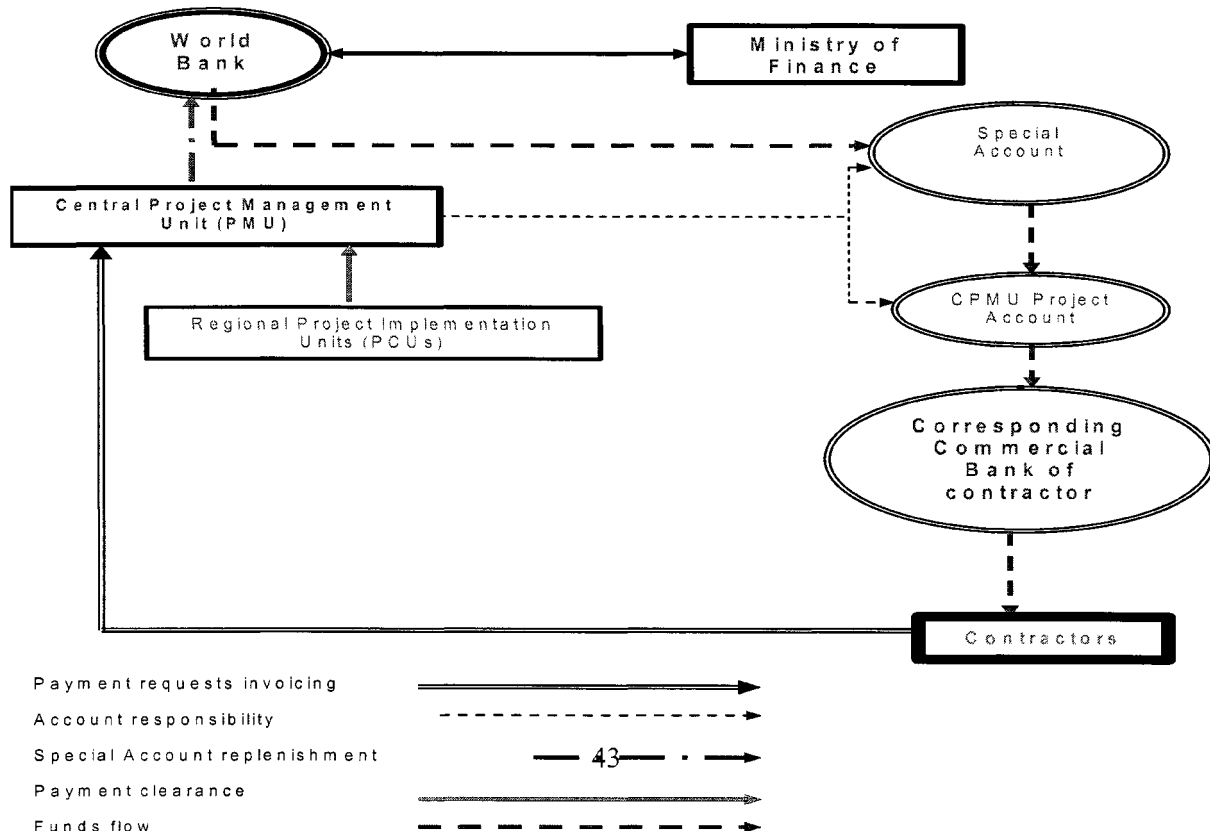 World
Bank
Ministry of
Finance
Special
Account
Central Project Management
Unit (PMU)
CPMU Project
Account
Regional Project Implementation
Units (PCUs)
Corresponding
Commercial
Bank of
contractor
Contractors
Payment requests invoicing
Account responsibility
Special Account replenishment
43
Payment clearance
Funds flow